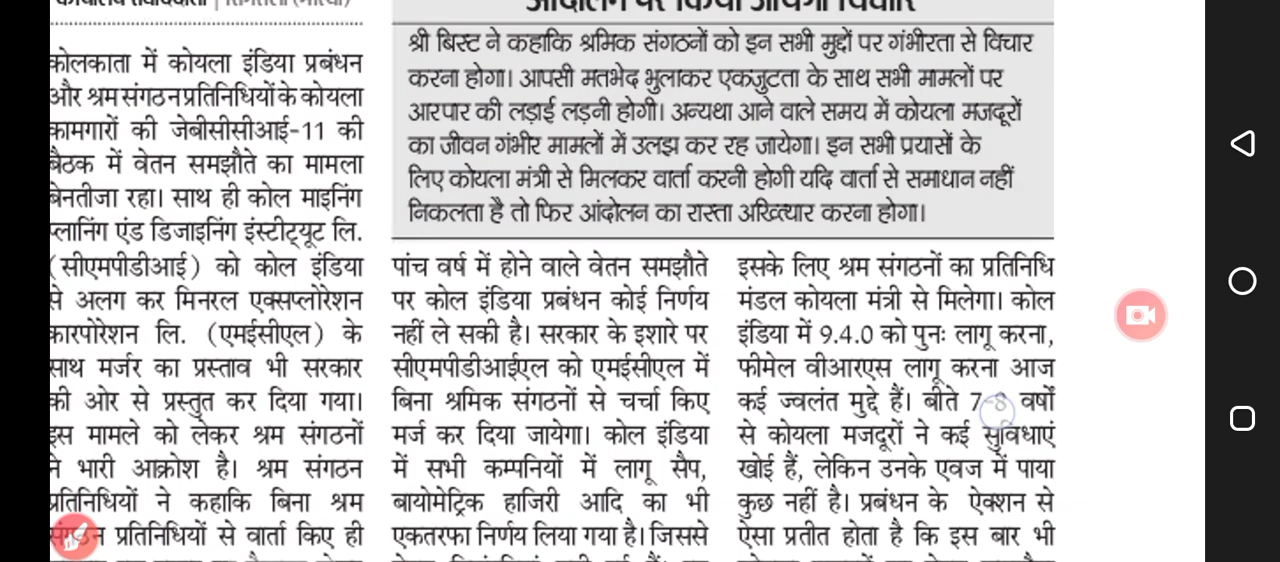 आंदोलन पर किया जायेगा विचार
श्री बिस्ट ने कहाकि श्रमिक संगठनों को इन सभी मुद्दों पर गंभीरता से विचार
करना होगा। आपसी मतभेद भुलाकर एकजुटता के साथ सभी मामलों पर
आरपार की लड़ाई लड़नी होगी। अन्यथा आने वाले समय में कोयला मजदूरों
का जीवन गंभीर मामलों में उलझ कर रह जायेगा। इन सभी प्रयासों के
लिए कोयला मंत्री से मिलकर वार्ता करनी होगी यदि वार्ता से समाधान नहीं
निकलता है तो फिर आंदोलन का रास्ता अख्त्यिार करना होगा।
कोलकाता में कोयला इंडिया प्रबंधन
और श्रम संगठन प्रतिनिधियों के कोयला
कामगारों की जेबीसीसीआई-11 की
बैठक में वेतन समझौते का मामला
बेनतीजा रहा। साथ ही कोल माइनिंग
प्लानिंग एंड डिजाइनिंग इंस्टीट्यूट लि.
(सीएमपीडीआई) को कोल इंडिया
से अलग कर मिनरल एक्सप्लोरेशन
कारपोरेशन लि. (एमईसीएल) के
साथ मर्जर का प्रस्ताव भी सरकार
की ओर से प्रस्तुत कर दिया गया।
इस मामले को लेकर श्रम संगठनों
ने भारी आक्रोश है। श्रम संगठन
प्रतिनिधियों ने कहाकि बिना श्रम
संगठन प्रतिनिधियों से वार्ता किए ही
पांच वर्ष में होने वाले वेतन समझौते
पर कोल इंडिया प्रबंधन कोई निर्णय
नहीं ले सकी है। सरकार के इशारे पर
सीएमपीडीआईएल को एमईसीएल में
बिना श्रमिक संगठनों से चर्चा किए
मर्ज कर दिया जायेगा। कोल इंडिया
में सभी कम्पनियों में लागू सैप,
बायोमेट्रिक हाजिरी आदि का भी
एकतरफा निर्णय लिया गया है। जिससे
इसके लिए श्रम संगठनों का प्रतिनिधि
मंडल कोयला मंत्री से मिलेगा। कोल
इंडिया में 9.4.0 को पुनः लागू करना,
फीमेल वीआरएस लागू करना आज
कई ज्वलंत मुद्दे हैं। बीते 7-8 वर्षों
से कोयला मजदूरों ने कई सुविधाएं
खोई हैं, लेकिन उनके एवज में पाया
कुछ नहीं है। प्रबंधन के ऐक्शन से
ऐसा प्रतीत होता है कि इस बार भी